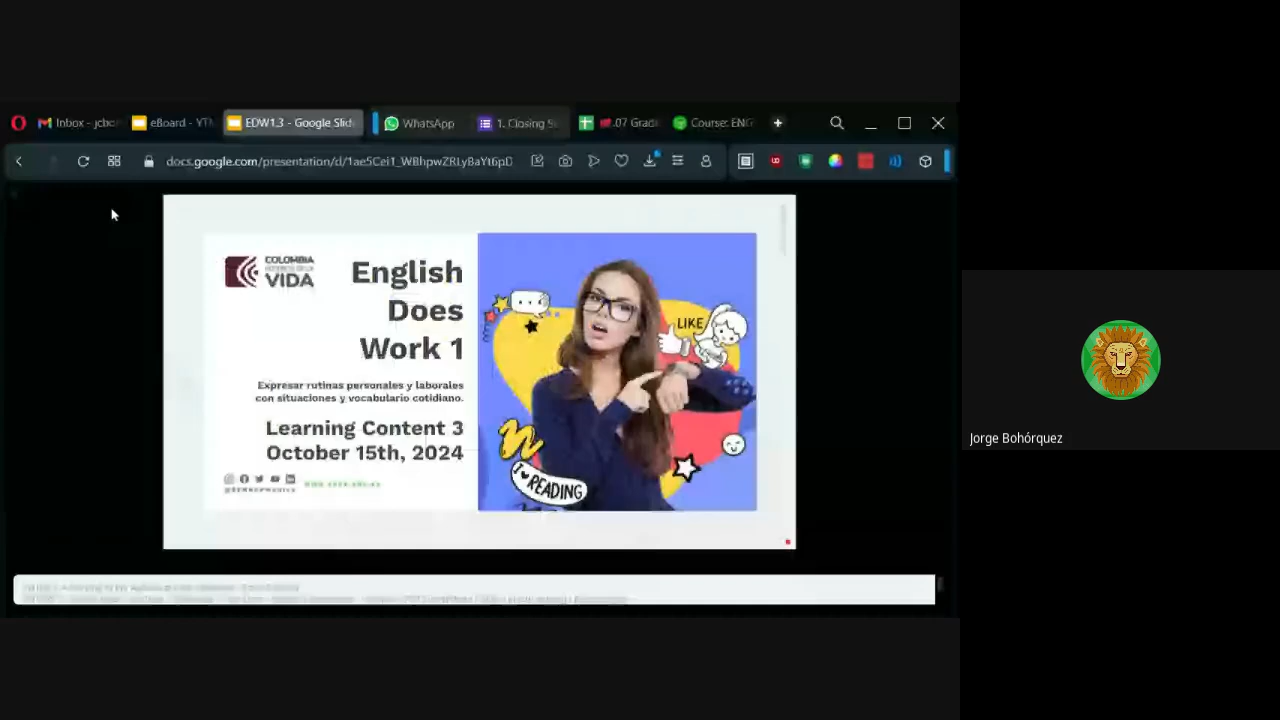 Inbox - jcbo
eBoard - YTM
EDW1.3 - Google Slid
WhatsApp
1. Closing S
.07 Grad
Course: ENG
docs.google.com/presentation/d/1ae5Cei1_WBhpwZRLyBaYt6pD
COLOMBIA
VIDA
English
Does
Work 1
Expresar rutinas personales y laborales
con situaciones y vocabulario cotidiano.
Learning Content 3
October 15th, 2024
LIKE
I ♥ READING
Jorge Bohórquez